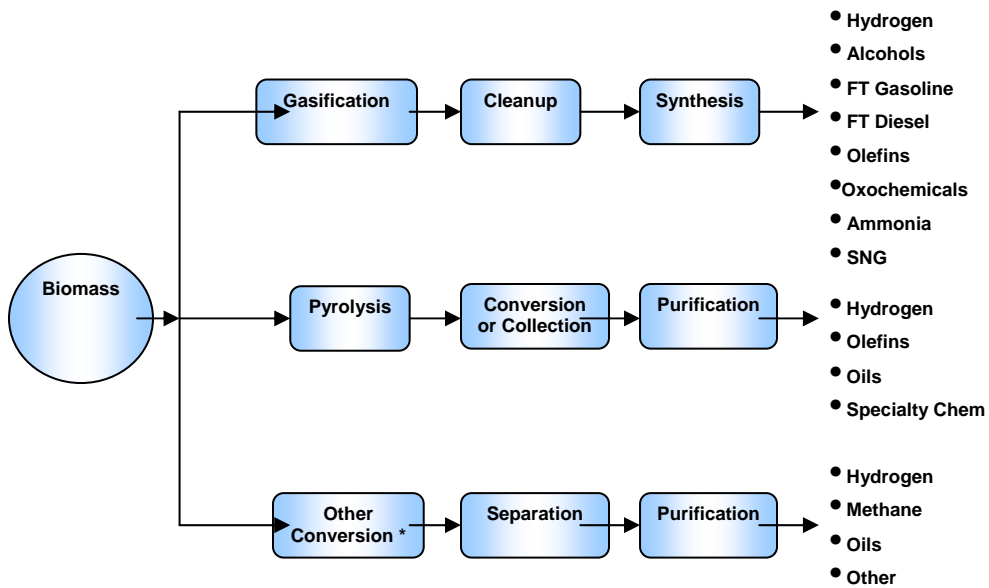 Biomass
Gasification
Cleanup
Synthesis
• Hydrogen
• Alcohols
• FT Gasoline
• FT Diesel
• Olefins
•Oxochemicals
• Ammonia
• SNG
Pyrolysis
Conversion
or Collection
Purification
• Hydrogen
• Olefins
• Oils
• Specialty Chem
Other
Conversion *
Separation
Purification
• Hydrogen
• Methane
• Oils
• Other